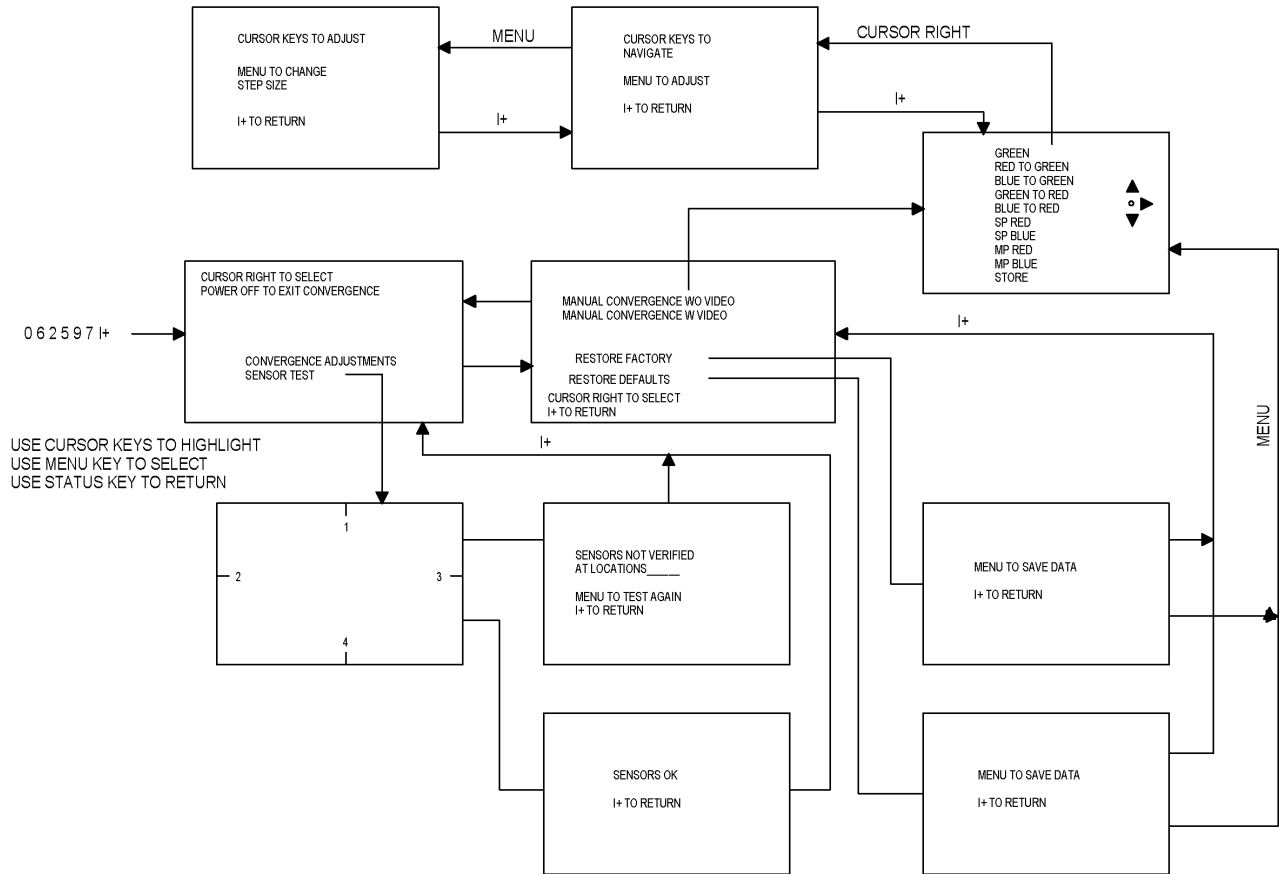 CURSOR KEYS TO ADJUST
MENU TO CHANGE
STEP SIZE
I+ TO RETURN
MENU
I+
CURSOR KEYS TO
NAVIGATE
MENU TO ADJUST
I+ TO RETURN
CURSOR RIGHT
I+
GREEN
RED TO GREEN
BLUE TO GREEN
GREEN TO RED
BLUE TO RED
SP RED
SP BLUE
MP RED
MP BLUE
STORE
0 6 2 5 9 7 I+
CURSOR RIGHT TO SELECT
POWER OFF TO EXIT CONVERGENCE
CONVERGENCE ADJUSTMENTS
SENSOR TEST
MANUAL CONVERGENCE WO VIDEO
MANUAL CONVERGENCE W VIDEO
RESTORE FACTORY
RESTORE DEFAULTS
CURSOR RIGHT TO SELECT
I+ TO RETURN
I+
MENU
USE CURSOR KEYS TO HIGHLIGHT
USE MENU KEY TO SELECT
USE STATUS KEY TO RETURN
I+
1
2
3
4
SENSORS NOT VERIFIED
AT LOCATIONS_____
MENU TO TEST AGAIN
I+ TO RETURN
MENU TO SAVE DATA
I+ TO RETURN
SENSORS OK
I+ TO RETURN
MENU TO SAVE DATA
I+ TO RETURN